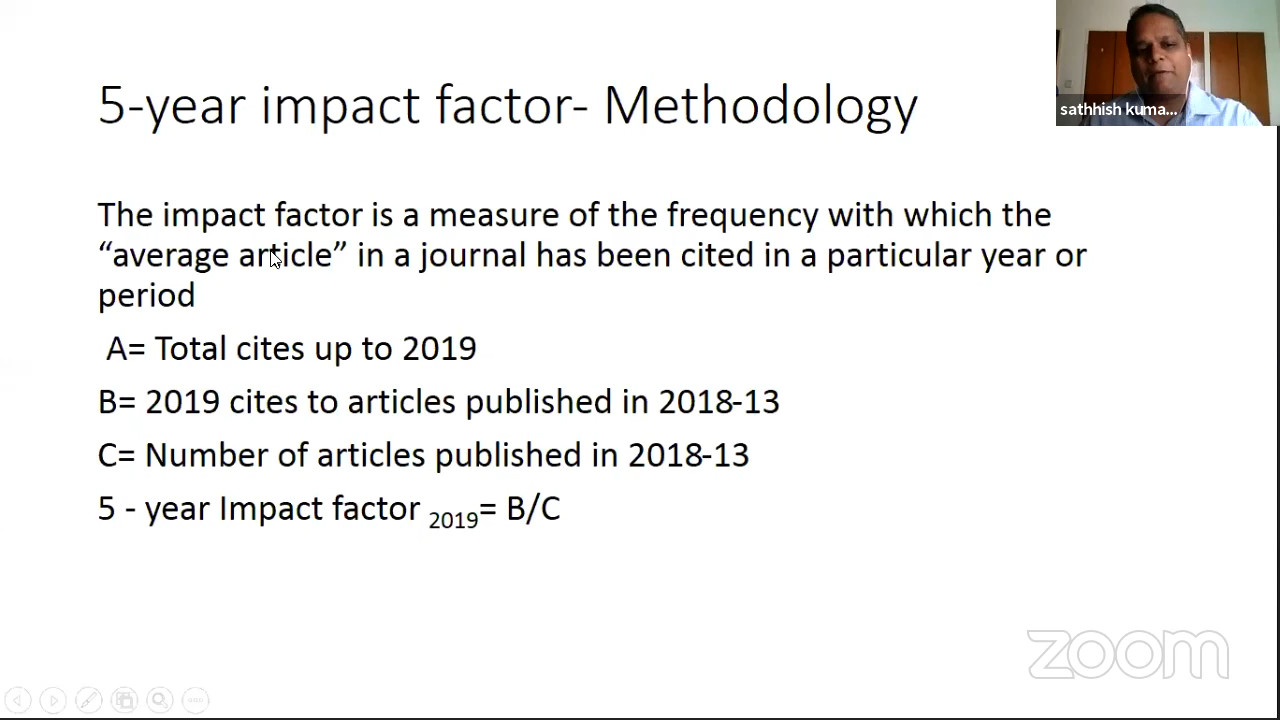 5-year impact factor- Methodology
sathhish kuma...
The impact factor is a measure of the frequency with which the
“average article” in a journal has been cited in a particular year or
period
A= Total cites up to 2019
B= 2019 cites to articles published in 2018-13
C= Number of articles published in 2018-13
5 - year Impact factor 2019= B/C
zoom